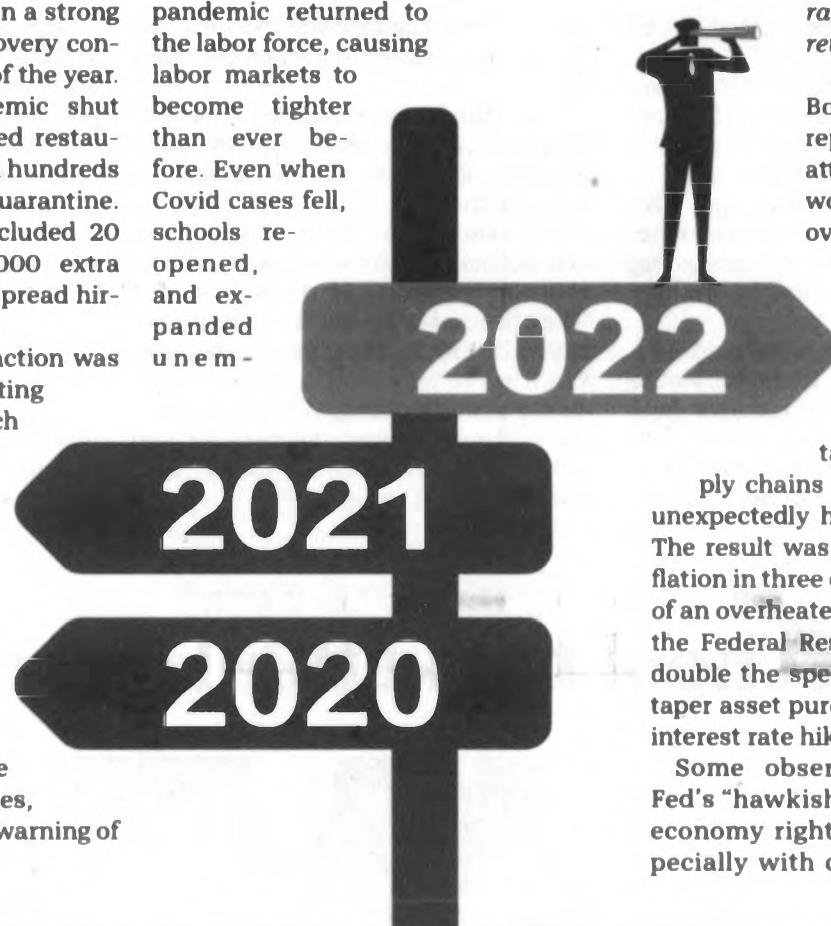 n a strong
overy con-
of the year.
emic shut
ed restau-
hundreds
uarantine.
cluded 20
000 extra
pread hir-
action was
ting
ch
e
es,
warning of
pandemic returned to
the labor force, causing
labor markets to
become tighter
than ever be-
fore. Even when
Covid cases fell,
schools re-
opened,
and ex-
panded
unem-
2022
2021
2020
ra
re
Bo
rep
att
wo
ov
ta
ply chains
unexpectedly h
The result was
flation in three
of an overheate
the Federal Res
double the spe
taper asset pur
interest rate hik
Some obser
Fed's "hawkish
economy right
pecially with